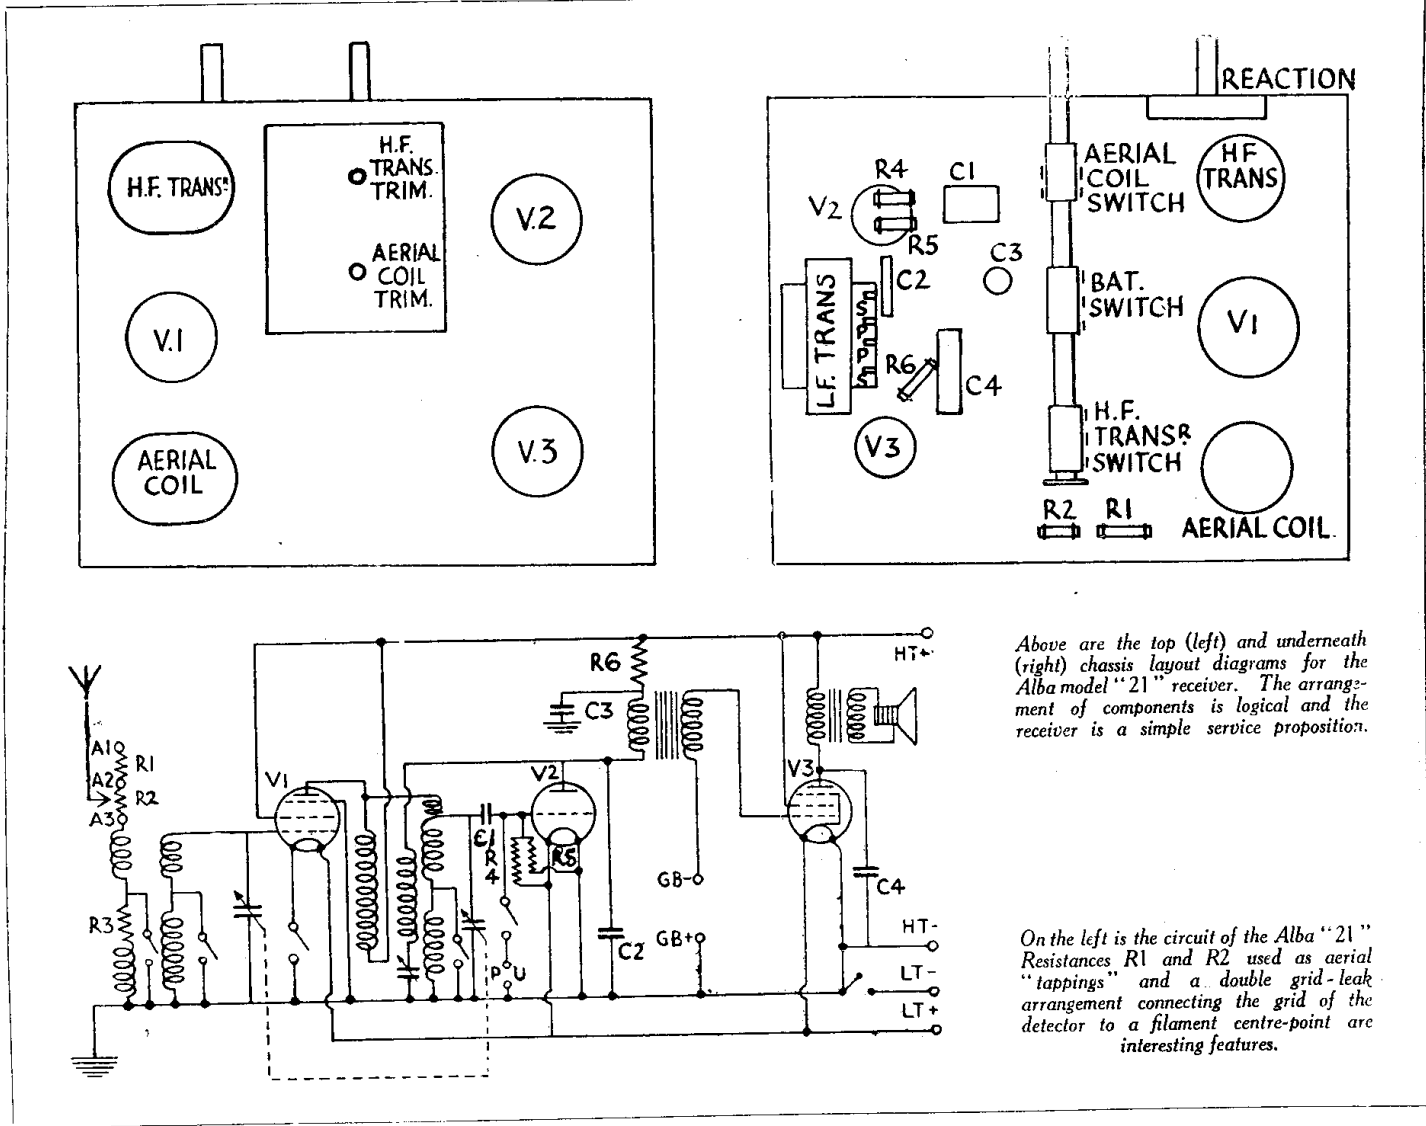 H.F. TRANSR.
H.F.
TRANS.
TRIM.
AERIAL
COIL
TRIM.
V.1
V.2
V.3
AERIAL
COIL
REACTION
AERIAL
COIL
SWITCH
HF
TRANS
R4
C1
V2
R5
C3
C2
BAT.
SWITCH
V1
L.F. TRANS
S
P
P
S
R6
C4
H.F.
TRANSR
SWITCH
V3
R2 R1
AERIAL COIL.
HT+
R6
C3
A1
R1
A2
R2
A3
V1
V2
V3
C1
R
4
R5
GB-
C4
R3
GB+
C2
P U
HT-
LT-
LT+
Above are the top (left) and underneath
(right) chassis layout diagrams for the
Alba model "21" receiver. The arrange-
ment of components is logical and the
receiver is a simple service proposition.
On the left is the circuit of the Alba "21"
Resistances R1 and R2 used as aerial
"tappings" and a double grid-leak
arrangement connecting the grid of the
detector to a filament centre-point are
interesting features.